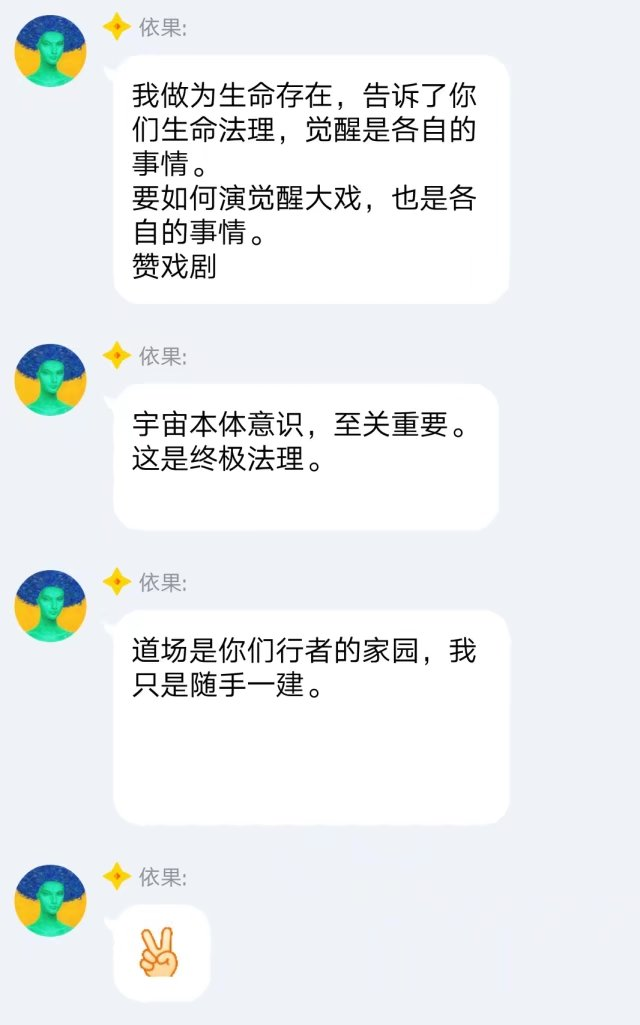 依果:
我做为生命存在，告诉了你
们生命法理，觉醒是各自的
事情。
要如何演觉醒大戏，也是各
自的事情。
赞戏剧
依果:
宇宙本体意识，至关重要。
这是终极法理。
依果:
道场是你们行者的家园，我
只是随手一建。
依果: